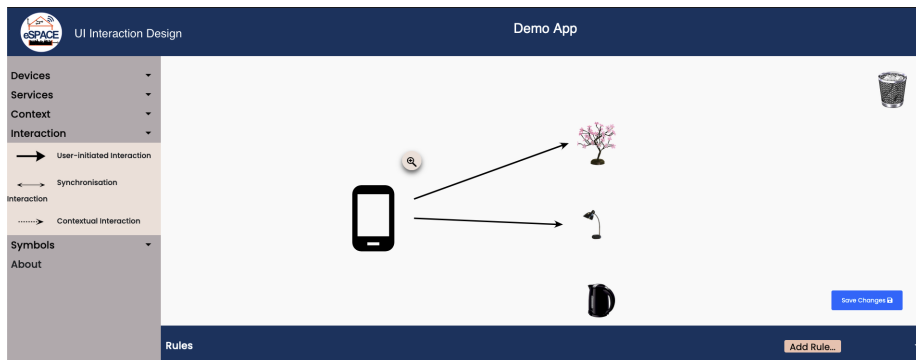 eSPACE
UI Interaction Design
Demo App
Devices
Services
Context
Interaction
User-initiated Interaction
Synchronisation
Interaction
Contextual Interaction
Symbols
About
Save Changes
Rules
Add Rule...